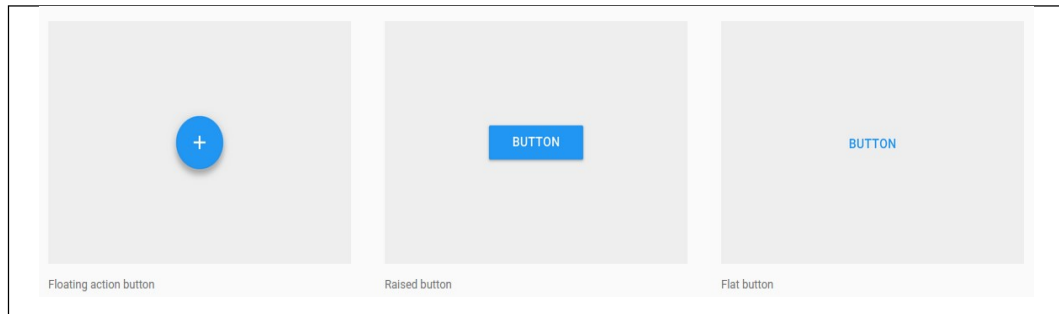 +
BUTTON
BUTTON
Floating action button
Raised button
Flat button